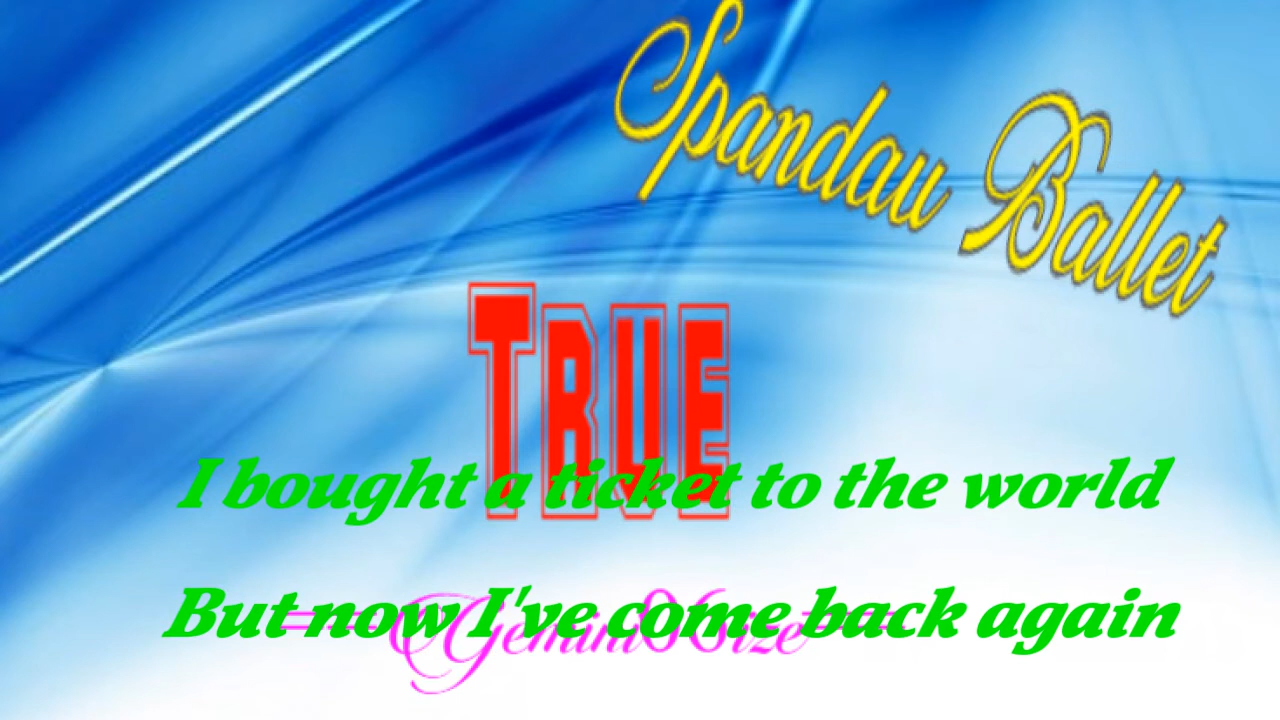 Spandau Ballet
TRUE
I bought a ticket to the world
But now I've come back again